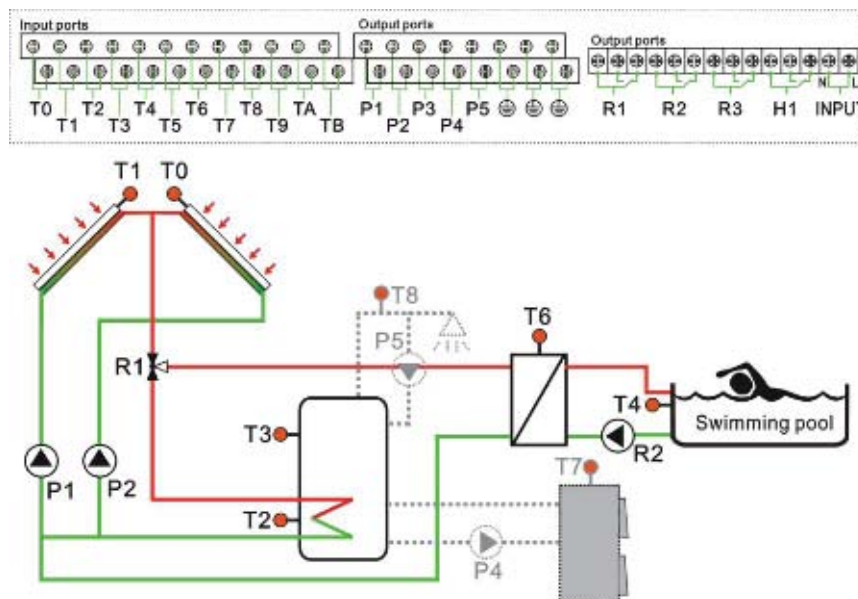 Input ports
Output ports
Output ports
T0 T2 T4 T6 T8 TA
T1 T3 T5 T7 T9 TB
P1 P3 P5
P2 P4
R1 R2 R3 H1 INPUT
N L
T1 T0
T8
T6
P5
R1
T4
Swimming pool
T3
R2
P1 P2
T7
T2
P4